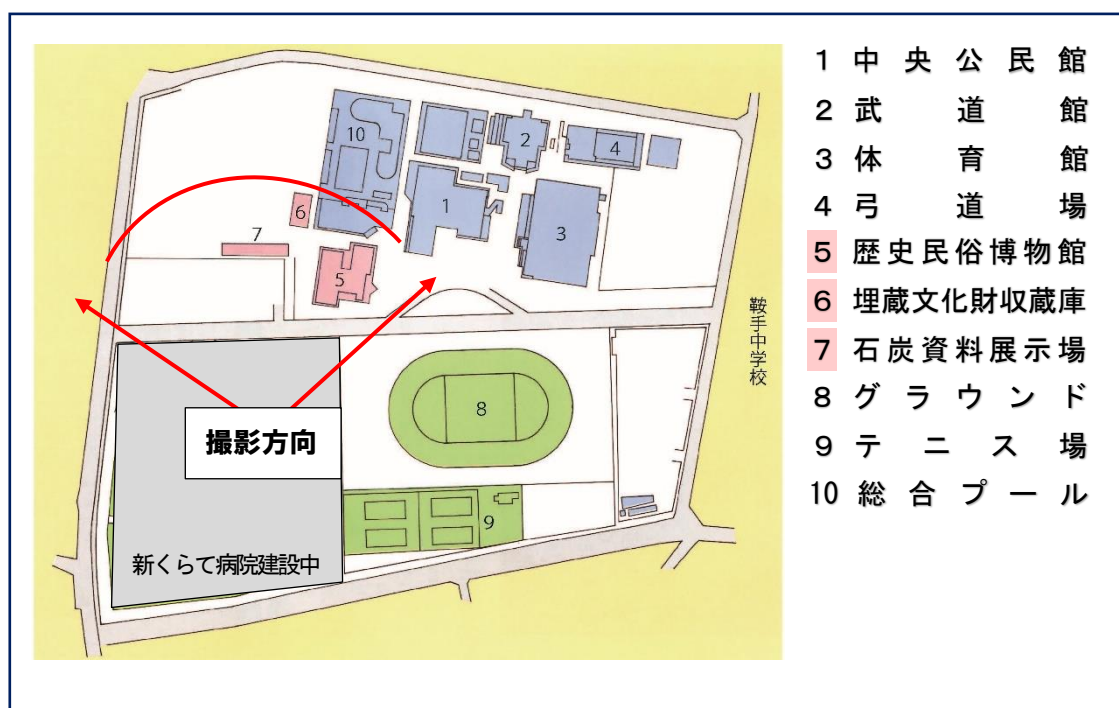 10
2
4
1
6
3
7
5
鞍手中学校
8
撮影方向
9
新くらて病院建設中
1 中央公民館
2 武道館
3 体育館
4 弓道場
5 歴史民俗博物館
6 埋蔵文化財収蔵庫
7 石炭資料展示場
8 グラウンド
9 テニス場
10 総合プール